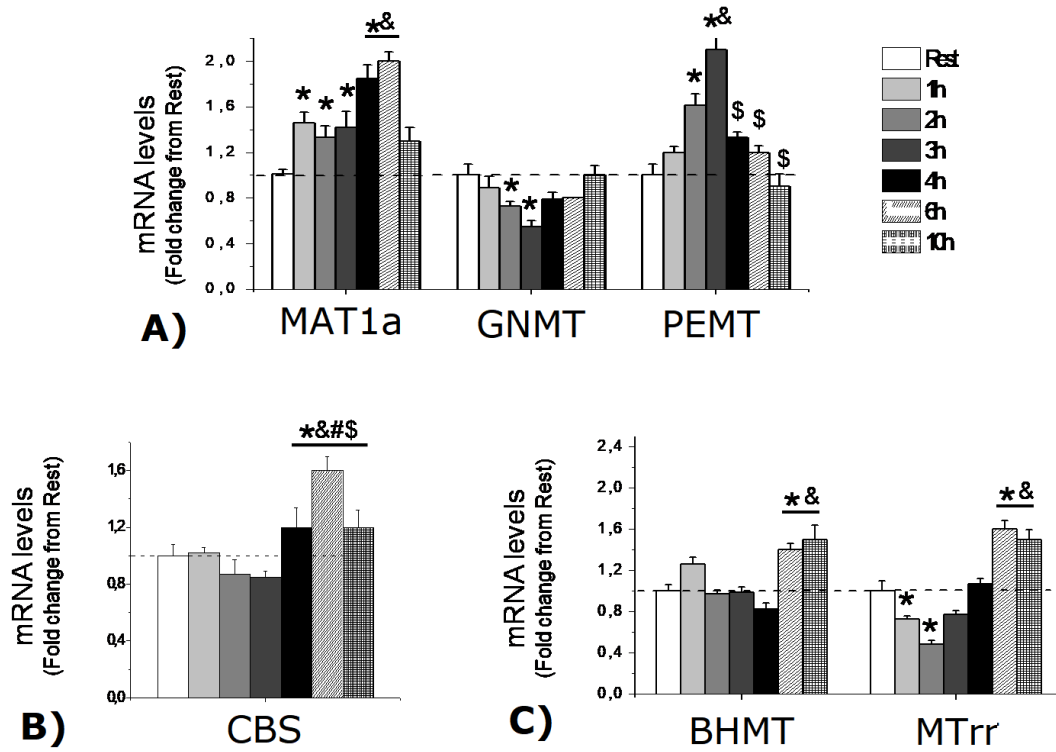 *&
*&
2,0
1,6
1,2
0,8
0,4
0,0
mRNA levels
(Fold change from Rest)
* * *
* *
*
$ $ $
MAT1a GNMT PEMT
A)
Rest
1h
2h
3h
4h
6h
10h
*&#$
1,6
1,2
0,8
0,4
0,0
mRNA levels
(Fold change from Rest)
CBS
B)
2,4
2,0
1,6
1,2
0,8
0,4
0,0
mRNA levels
(Fold change from Rest)
*&
*&
* *
BHMT MTrr
C)